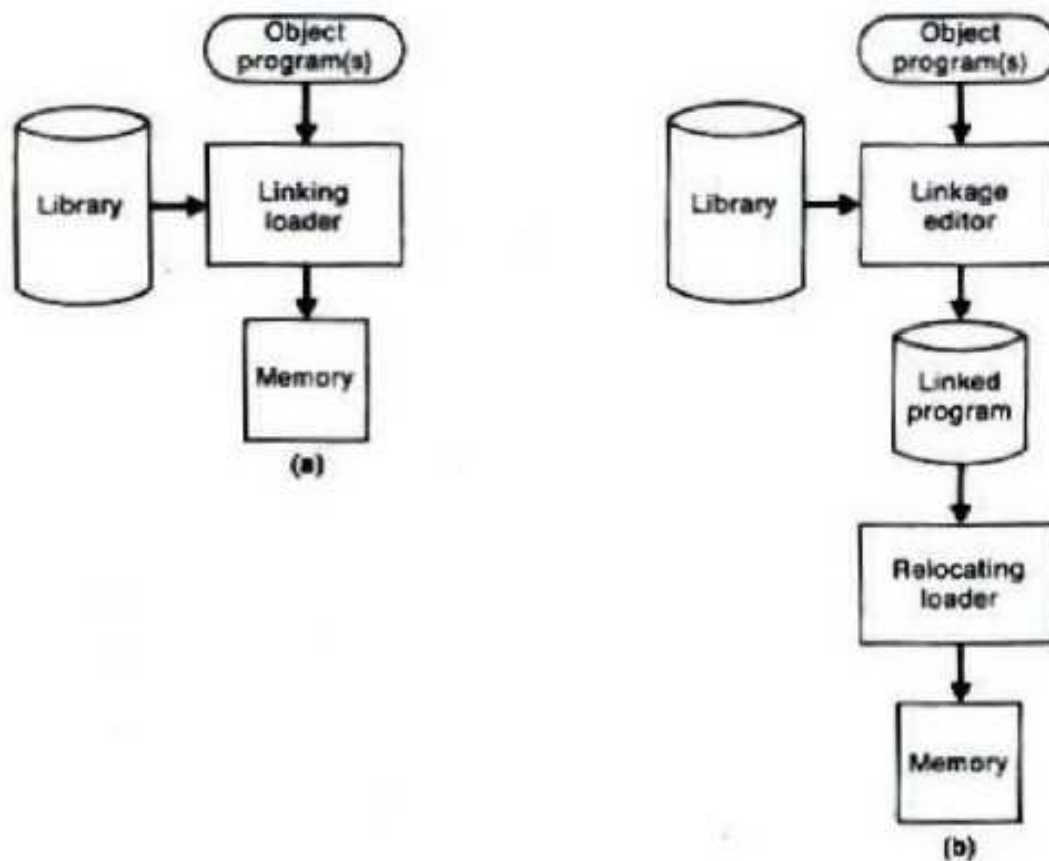 Object
program(s)
Library
Linking
loader
Memory
(a)
Object
program(s)
Library
Linkage
editor
Linked
program
Relocating
loader
Memory
(b)